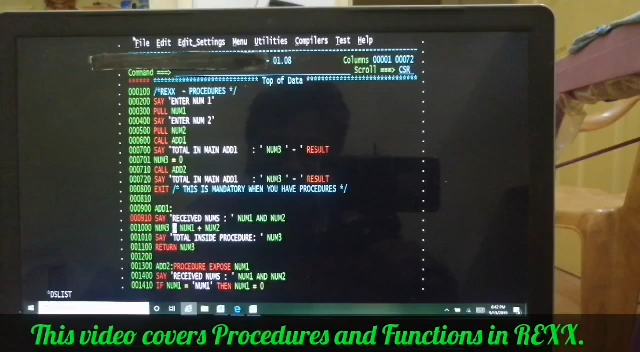 File Edit Edit_Settings Menu Utilities Compilers Test Help
- 01.08 Columns 00001 00072
Command ===> Scroll ===> CSR
****** *************************** Top of Data ***************************
000100 /*REXX - PROCEDURES */
000200 SAY 'ENTER NUM 1'
000300 PULL NUM1
000400 SAY 'ENTER NUM 2'
000500 PULL NUM2
000600 CALL ADD1
000700 SAY 'TOTAL IN MAIN ADD1 : ' NUM3 ' - ' RESULT
000701 NUM3 = 0
000710 CALL ADD2
000720 SAY 'TOTAL IN MAIN ADD1 : ' NUM3 ' - ' RESULT
000800 EXIT /* THIS IS MANDATORY WHEN YOU HAVE PROCEDURES */
000810
000900 ADD1:
000910 SAY 'RECEIVED NUMS : ' NUM1 AND NUM2
001000 NUM3 = NUM1 + NUM2
001010 SAY 'TOTAL INSIDE PROCEDURE: ' NUM3
001100 RETURN NUM3
001200
001300 ADD2:PROCEDURE EXPOSE NUM1
001400 SAY 'RECEIVED NUMS : ' NUM1 AND NUM2
001410 IF NUM1 = 'NUM1' THEN NUM1 = 0
*DSLIST
6:42 PM
This video covers Procedures and Functions in REXX.